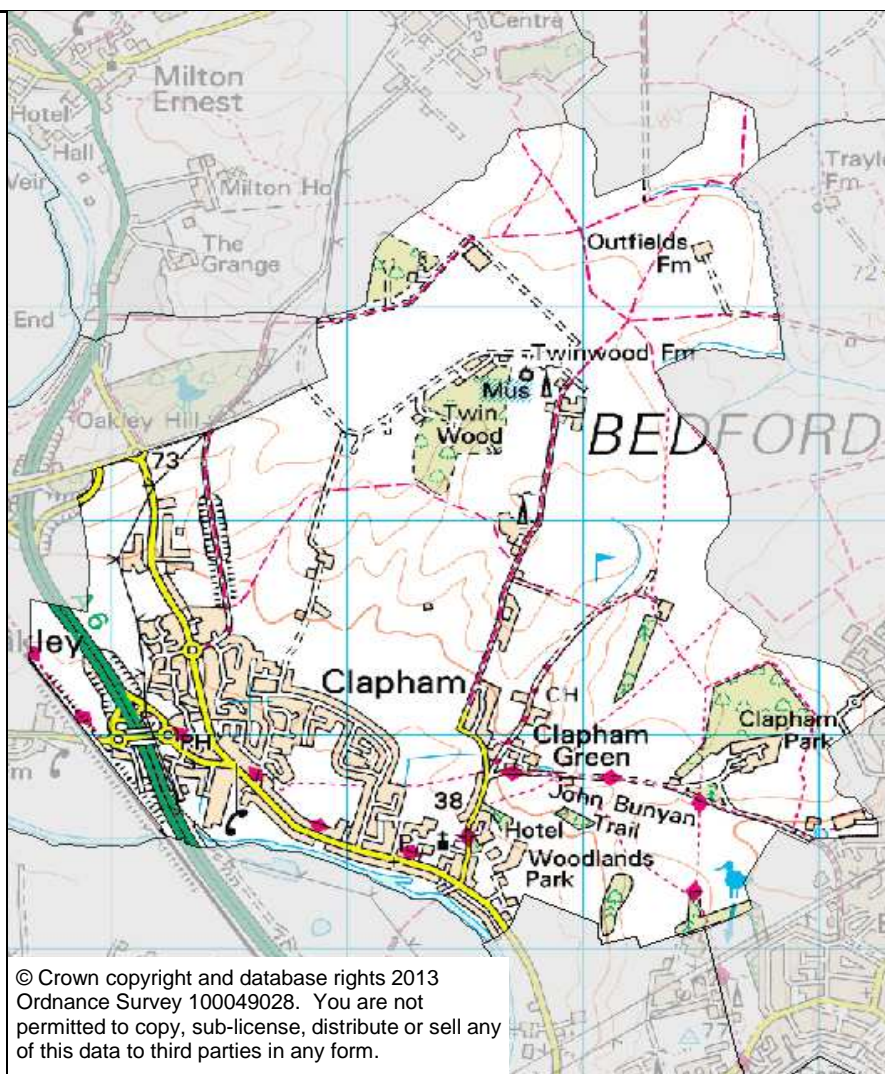 Centre
Milton
Ernest
Hotel
Hall
Weir
Milton Ho
The
Grange
End
Trayle
Fm
Outfields
Fm
72
Twinwood Fm
Mus
Twin
Wood
BEDFORD
Oakley Hill
73
A6
kley
Clapham
CH
PH
Clapham
Green
Clapham
Park
m
John Bunyan
Trail
38
Hotel
P
Woodlands
Park
77
© Crown copyright and database rights 2013
Ordnance Survey 100049028. You are not
permitted to copy, sub-license, distribute or sell any
of this data to third parties in any form.